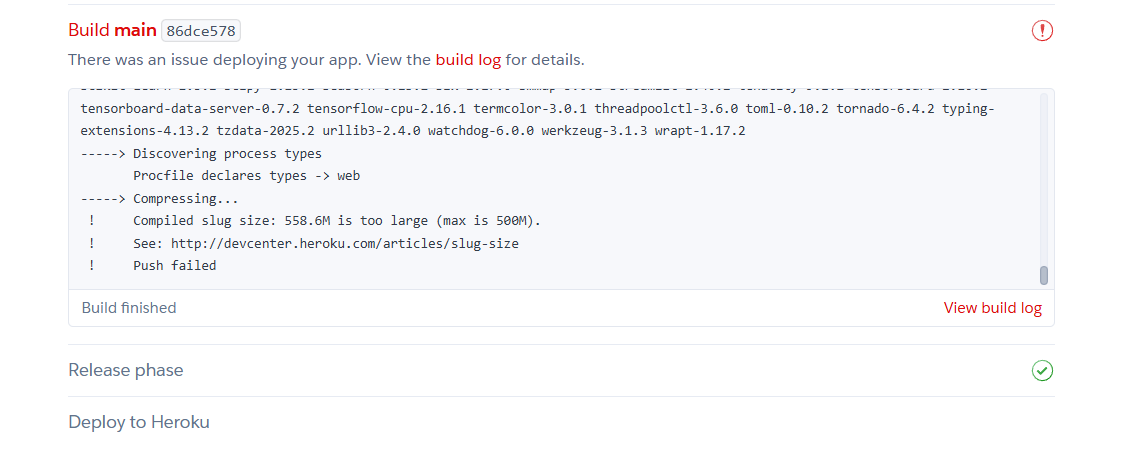 Build main 86dce578
There was an issue deploying your app. View the build log for details.
tensorboard-data-server-0.7.2 tensorflow-cpu-2.16.1 termcolor-3.0.1 threadpoolctl-3.6.0 toml-0.10.2 tornado-6.4.2 typing-
extensions-4.13.2 tzdata-2025.2 urllib3-2.4.0 watchdog-6.0.0 werkzeug-3.1.3 wrapt-1.17.2
-----> Discovering process types
Procfile declares types -> web
-----> Compressing...
! Compiled slug size: 558.6M is too large (max is 500M).
! See: http://devcenter.heroku.com/articles/slug-size
! Push failed
Build finished
View build log
Release phase
Deploy to Heroku